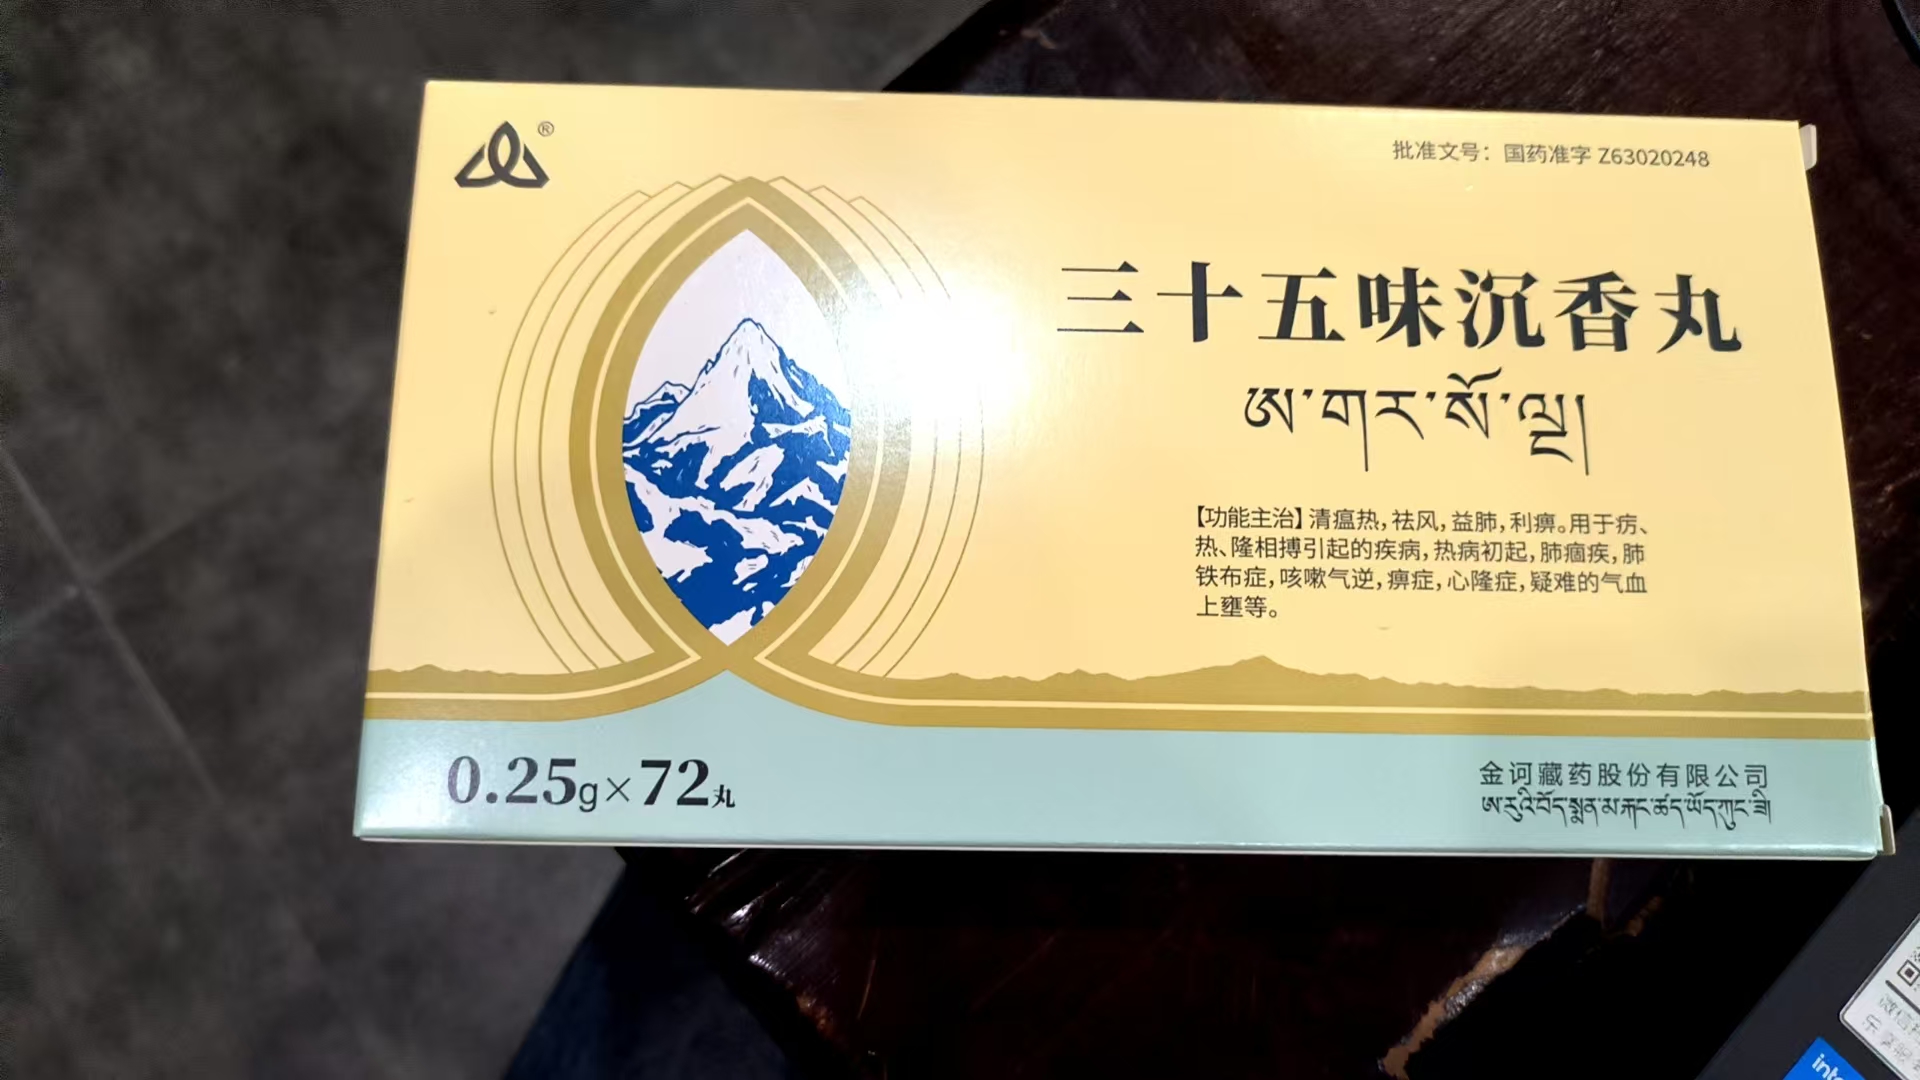 ®
批准文号：国药准字 Z63020248
三十五味沉香丸
ཨ་གར་སོ་ལྔ།
【功能主治】清瘟热，祛风，益肺，利痹。用于疠、
热、隆相搏引起的疾病，热病初起，肺痼疾，肺
铁布症，咳嗽气逆，痹症，心隆症，疑难的气血
上壅等。
0.25g×72丸
金诃藏药股份有限公司
ཨ་རུའི་བོད་སྨན་མ་རྐང་ཚད་ཡོད་ཀུང་ཟི།
微信